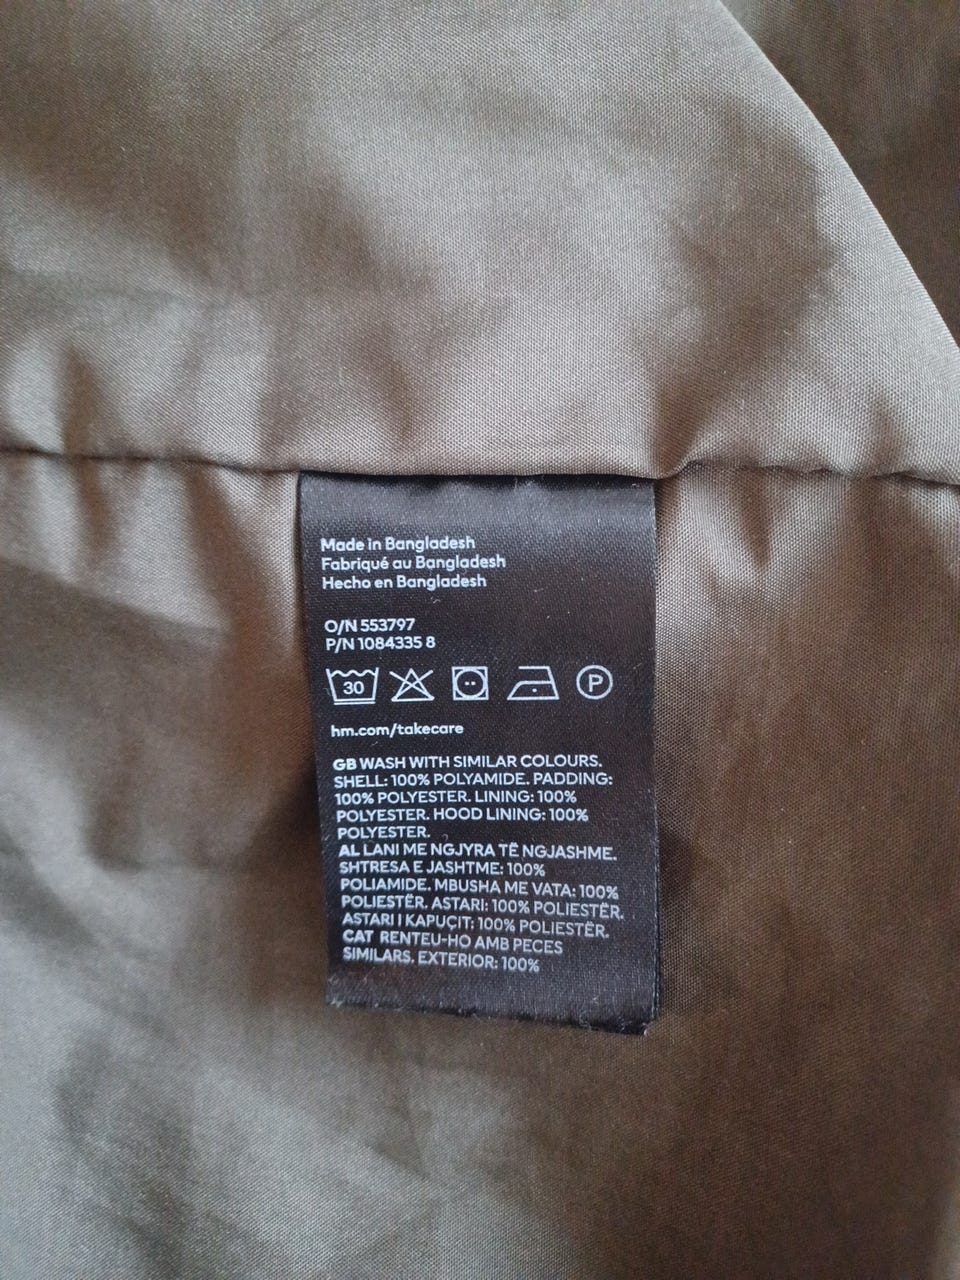 Made in Bangladesh
Fabriqué au Bangladesh
Hecho en Bangladesh
O/N 553797
P/N 1084335 8
30 P
hm.com/takecare
GB WASH WITH SIMILAR COLOURS.
SHELL: 100% POLYAMIDE. PADDING:
100% POLYESTER. LINING: 100%
POLYESTER. HOOD LINING: 100%
POLYESTER.
AL LANI ME NGJYRA TË NGJASHME.
SHTRESA E JASHTME: 100%
POLIAMIDE. MBUSHA ME VATA: 100%
POLIESTËR. ASTARI: 100% POLIESTËR.
ASTARI I KAPUÇIT: 100% POLIESTËR.
CAT RENTEU-HO AMB PECES
SIMILARS. EXTERIOR: 100%